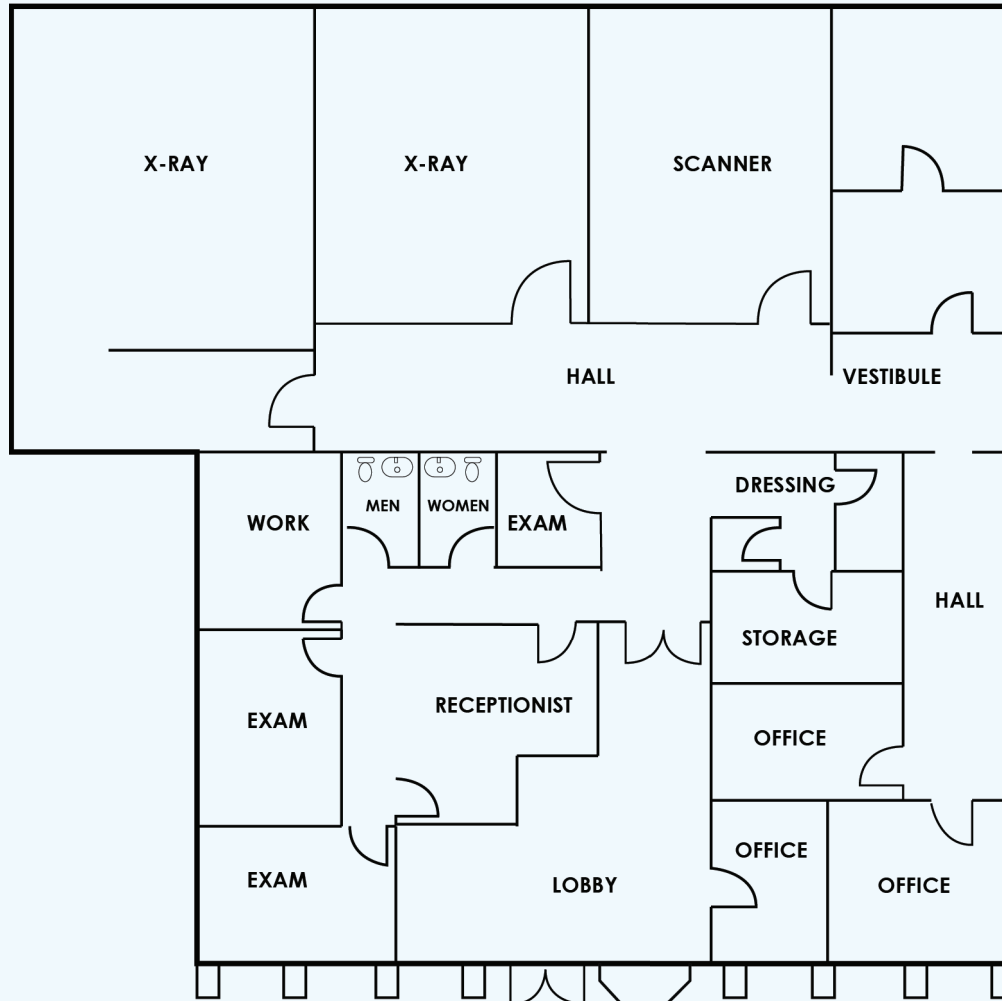 X-RAY
X-RAY
SCANNER
HALL
VESTIBULE
DRESSING
MEN
WOMEN
EXAM
WORK
HALL
STORAGE
RECEPTIONIST
EXAM
OFFICE
OFFICE
EXAM
LOBBY
OFFICE